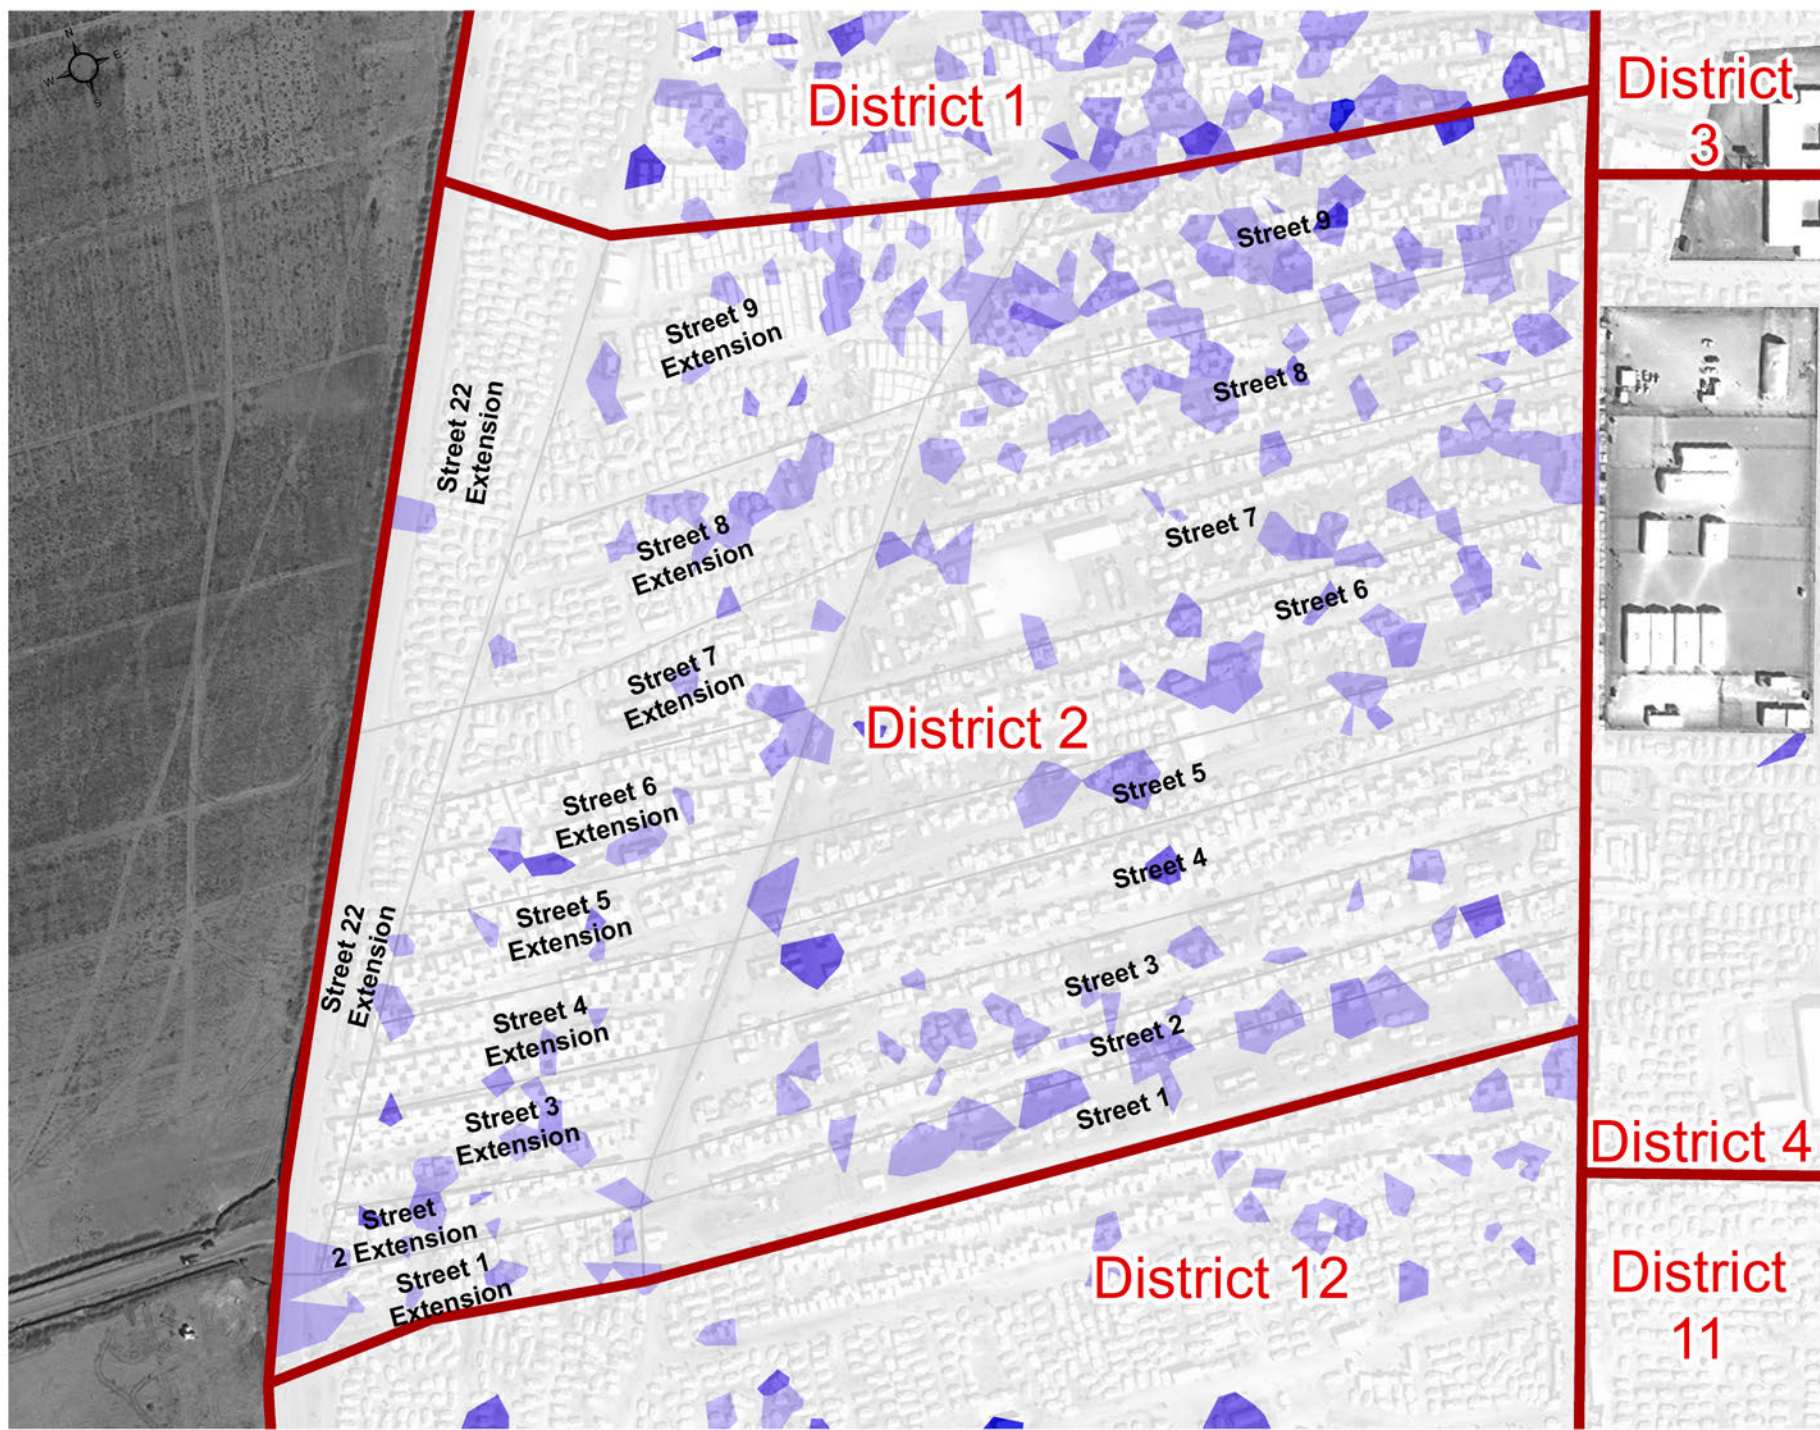 N
E
W
S
District 1
District
3
Street 9
Street 9
Extension
Street 22
Extension
Street 8
Street 8
Extension
Street 7
Street 6
Street 7
Extension
District 2
Street 5
Street 6
Extension
Street 4
Street 5
Extension
Street 22
Extension
Street 3
Street 4
Extension
Street 2
Street 1
Street 3
Extension
District 4
Street
2 Extension
Street 1
Extension
District 12
District
11